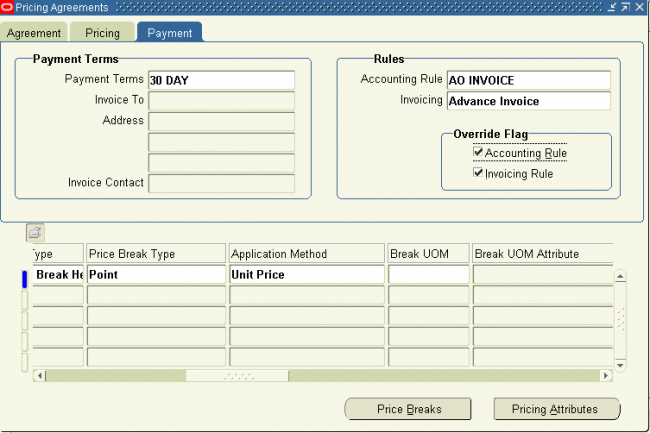 Pricing Agreements
Agreement Pricing Payment
Payment Terms
Payment Terms 30 DAY
Invoice To
Address
Invoice Contact
Rules
Accounting Rule AO INVOICE
Invoicing Advance Invoice
Override Flag
Accounting Rule
Invoicing Rule
ype Price Break Type Application Method Break UOM Break UOM Attribute
Break He Point Unit Price
Price Breaks Pricing Attributes